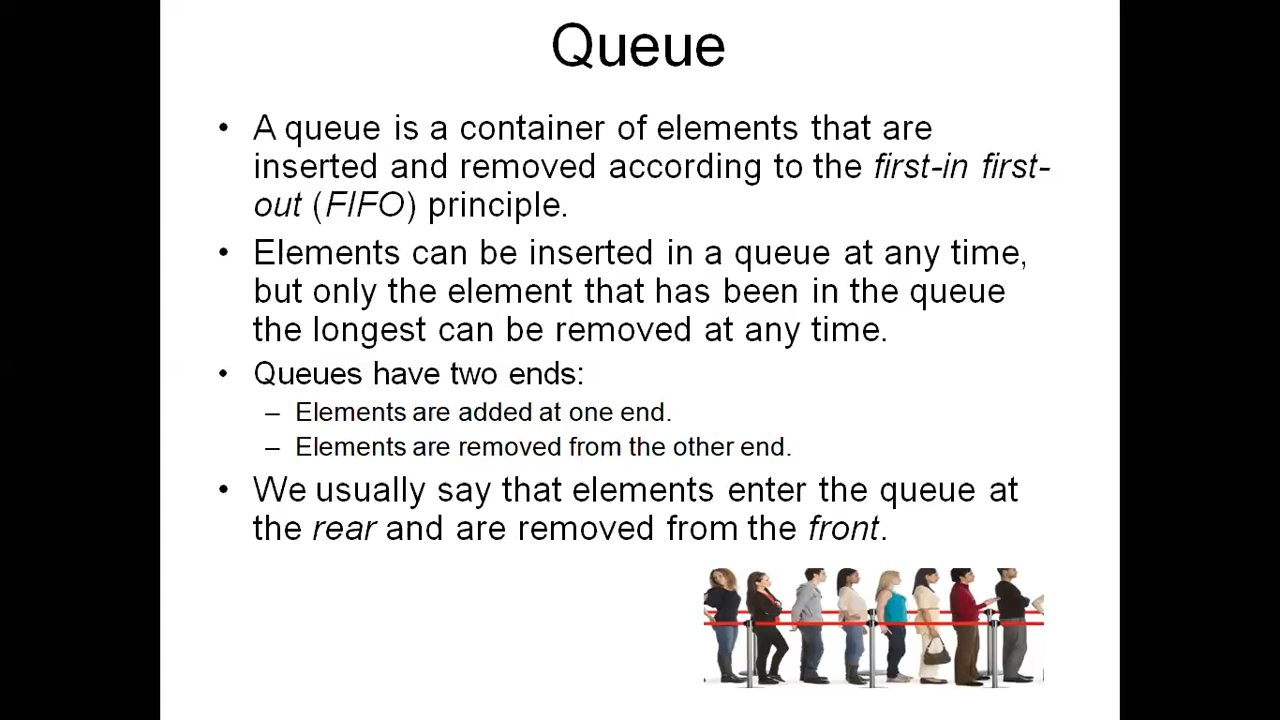 Queue
• A queue is a container of elements that are
inserted and removed according to the first-in first-
out (FIFO) principle.
• Elements can be inserted in a queue at any time,
but only the element that has been in the queue
the longest can be removed at any time.
• Queues have two ends:
– Elements are added at one end.
– Elements are removed from the other end.
• We usually say that elements enter the queue at
the rear and are removed from the front.